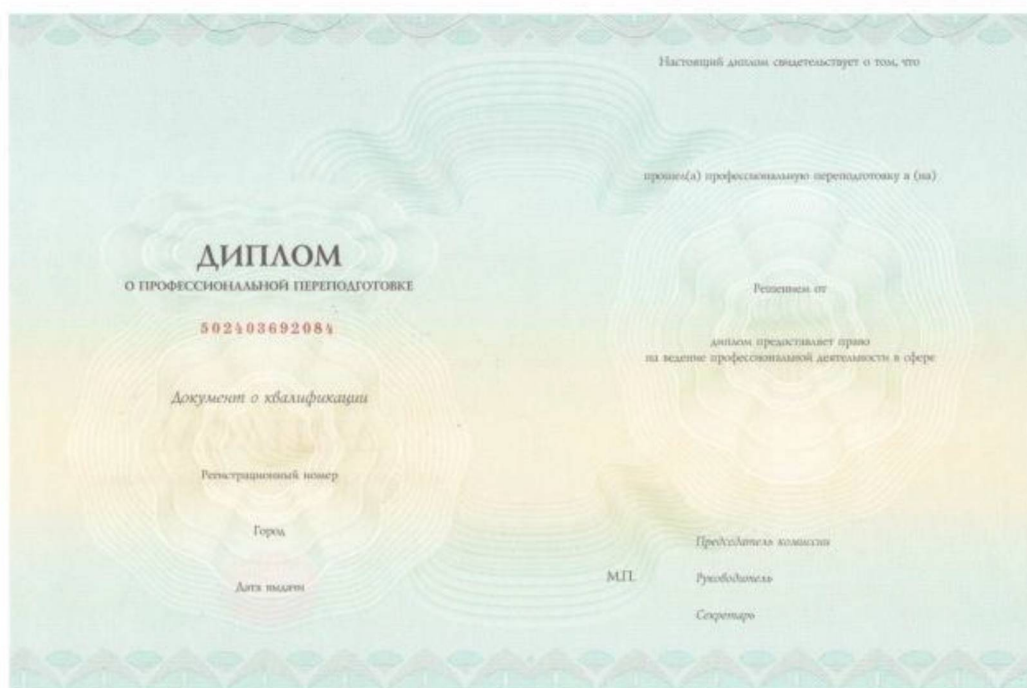 ДИПЛОМ
О ПРОФЕССИОНАЛЬНОЙ ПЕРЕПОДГОТОВКЕ
502403692084
Документ о квалификации
Регистрационный номер
Город
Дата выдачи
Настоящий диплом свидетельствует о том, что
прошел(а) профессиональную переподготовку в (на)
Решением от
диплом предоставляет право
на ведение профессиональной деятельности в сфере
М.П.
Председатель комиссии
Руководитель
Секретарь